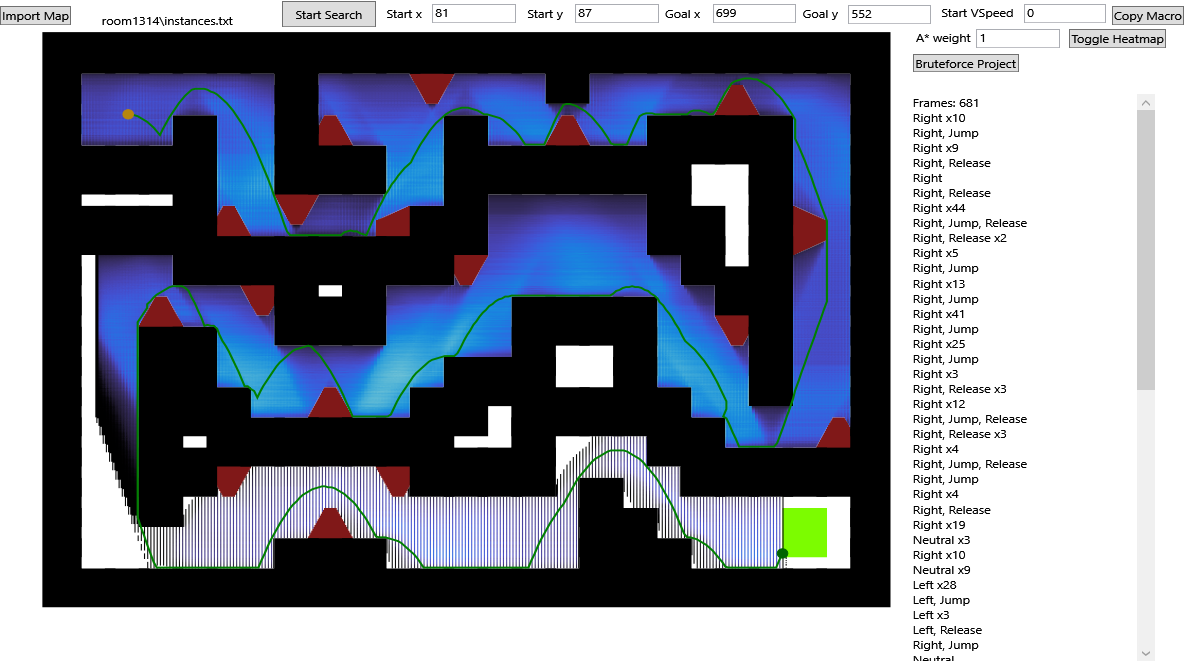 Import Map
room1314\instances.txt
Start Search
Start x 81
Start y 87
Goal x 699
Goal y 552
Start VSpeed 0
Copy Macro
A* weight 1
Toggle Heatmap
Bruteforce Project
Frames: 681
Right x10
Right, Jump
Right x9
Right, Release
Right
Right, Release
Right x44
Right, Jump, Release
Right, Release x2
Right x5
Right, Jump
Right x13
Right, Jump
Right x41
Right, Jump
Right x25
Right, Jump
Right x3
Right, Release x3
Right x12
Right, Jump, Release
Right, Release x3
Right x4
Right, Jump, Release
Right, Jump
Right x4
Right, Release
Right x19
Neutral x3
Right x10
Neutral x9
Left x28
Left, Jump
Left x3
Left, Release
Right, Jump
Neutral